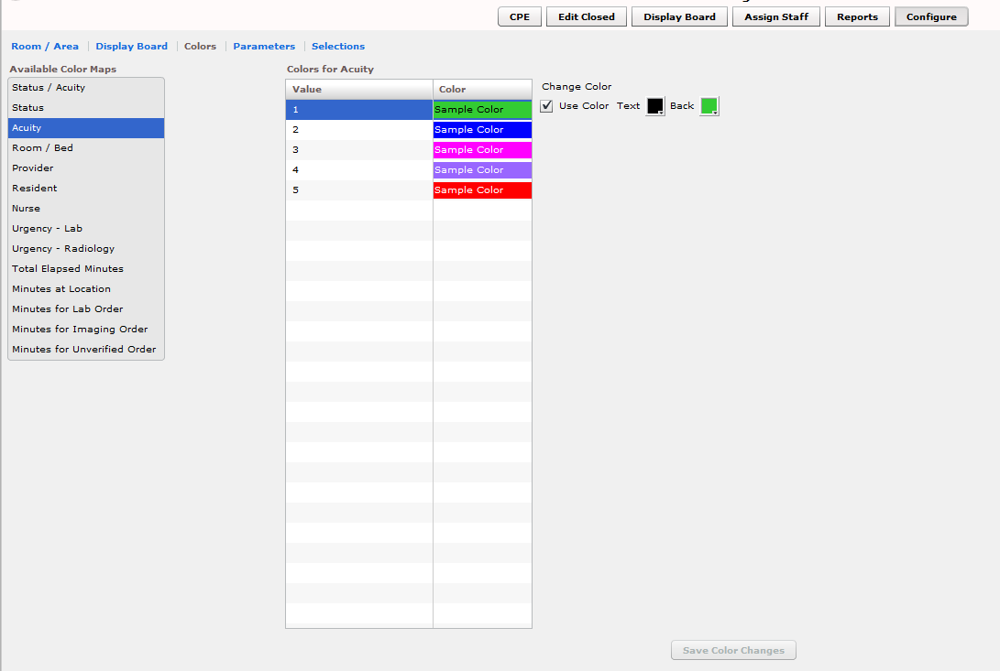 CPE Edit Closed Display Board Assign Staff Reports Configure
Room / Area Display Board Colors Parameters Selections
Available Color Maps
Status / Acuity
Status
Acuity
Room / Bed
Provider
Resident
Nurse
Urgency - Lab
Urgency - Radiology
Total Elapsed Minutes
Minutes at Location
Minutes for Lab Order
Minutes for Imaging Order
Minutes for Unverified Order
Colors for Acuity
Value Color
1 Sample Color
2 Sample Color
3 Sample Color
4 Sample Color
5 Sample Color
Change Color
Use Color Text Back
Save Color Changes